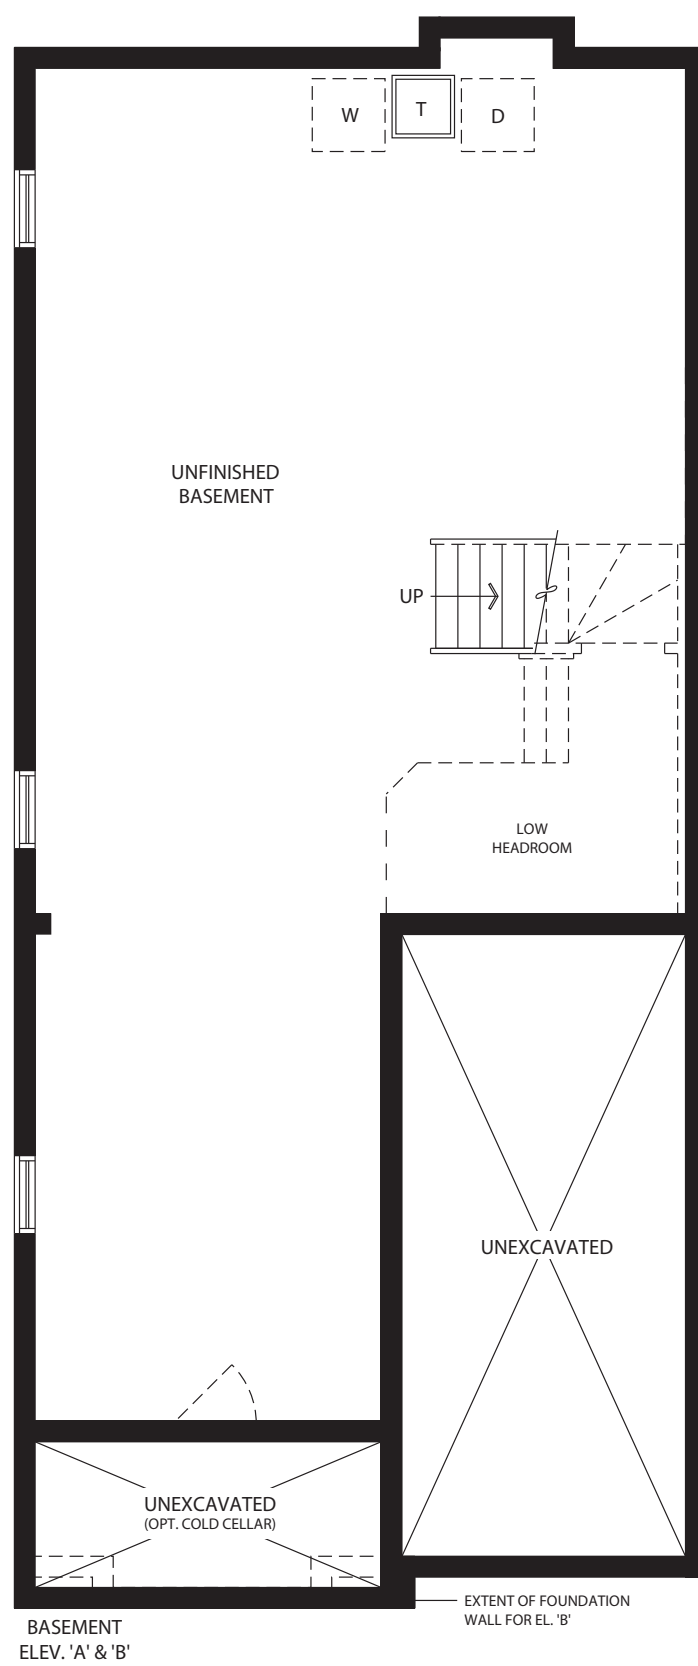 W
T
D
UNFINISHED
BASEMENT
UP
LOW
HEADROOM
UNEXCAVATED
UNEXCAVATED
(OPT. COLD CELLAR)
EXTENT OF FOUNDATION
WALL FOR EL. 'B'
BASEMENT
ELEV. 'A' & 'B'